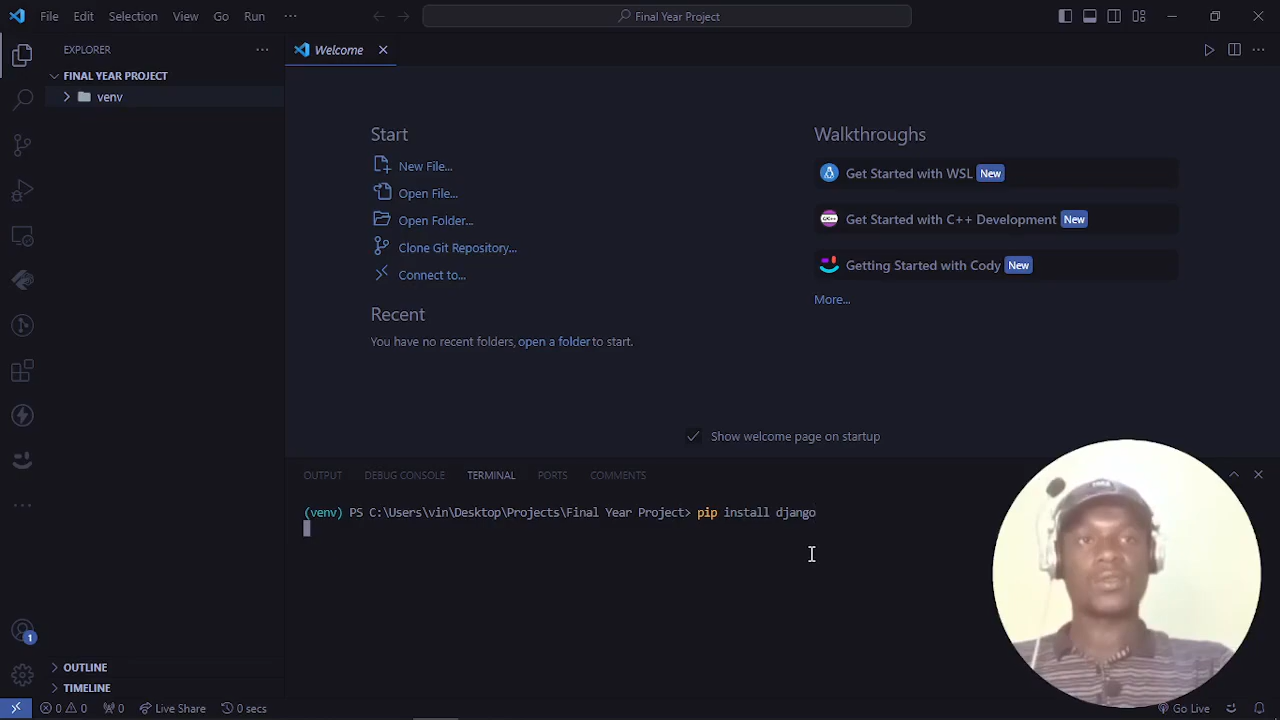 File Edit Selection View Go Run ···
Final Year Project
EXPLORER
FINAL YEAR PROJECT
venv
Welcome
Start
New File...
Open File...
Open Folder...
Clone Git Repository...
Connect to...
Recent
You have no recent folders, open a folder to start.
Walkthroughs
Get Started with WSL New
Get Started with C++ Development New
Getting Started with Cody New
More...
Show welcome page on startup
OUTPUT DEBUG CONSOLE TERMINAL PORTS COMMENTS
(venv) PS C:\Users\vin\Desktop\Projects\Final Year Project> pip install django
1
OUTLINE
TIMELINE
0 0 0 Live Share 0 secs Go Live